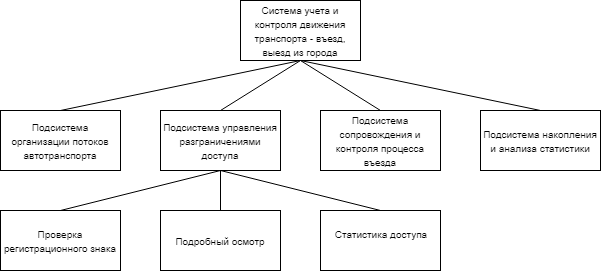 Система учета и
контроля движения
транспорта - въезд,
выезд из города
Подсистема
организации потоков
автотранспорта
Подсистема управления
разграничениями
доступа
Подсистема
сопровождения и
контроля процесса
въезда
Подсистема накопления
и анализа статистики
Проверка
регистрационного знака
Подробный осмотр
Статистика доступа